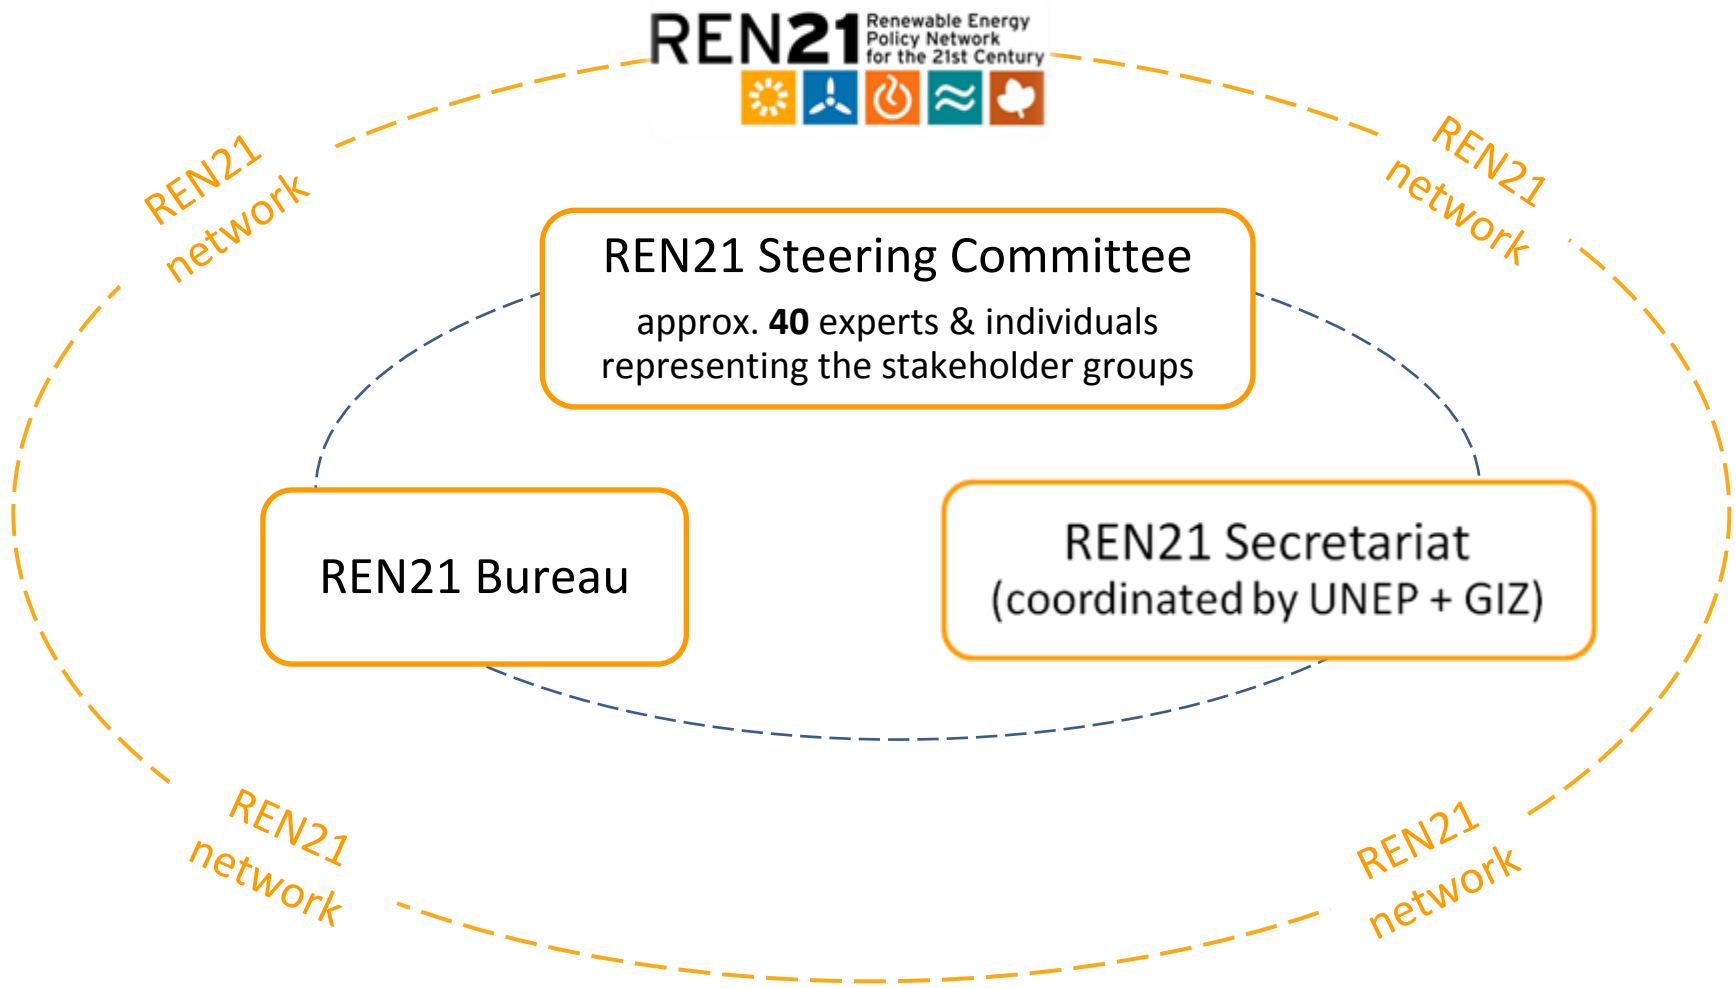 REN21
Renewable Energy
Policy Network
for the 21st Century
REN21
network
REN21
network
REN21 Steering Committee
approx. 40 experts & individuals
representing the stakeholder groups
REN21 Bureau
REN21 Secretariat
(coordinated by UNEP + GIZ)
REN21
network
REN21
network